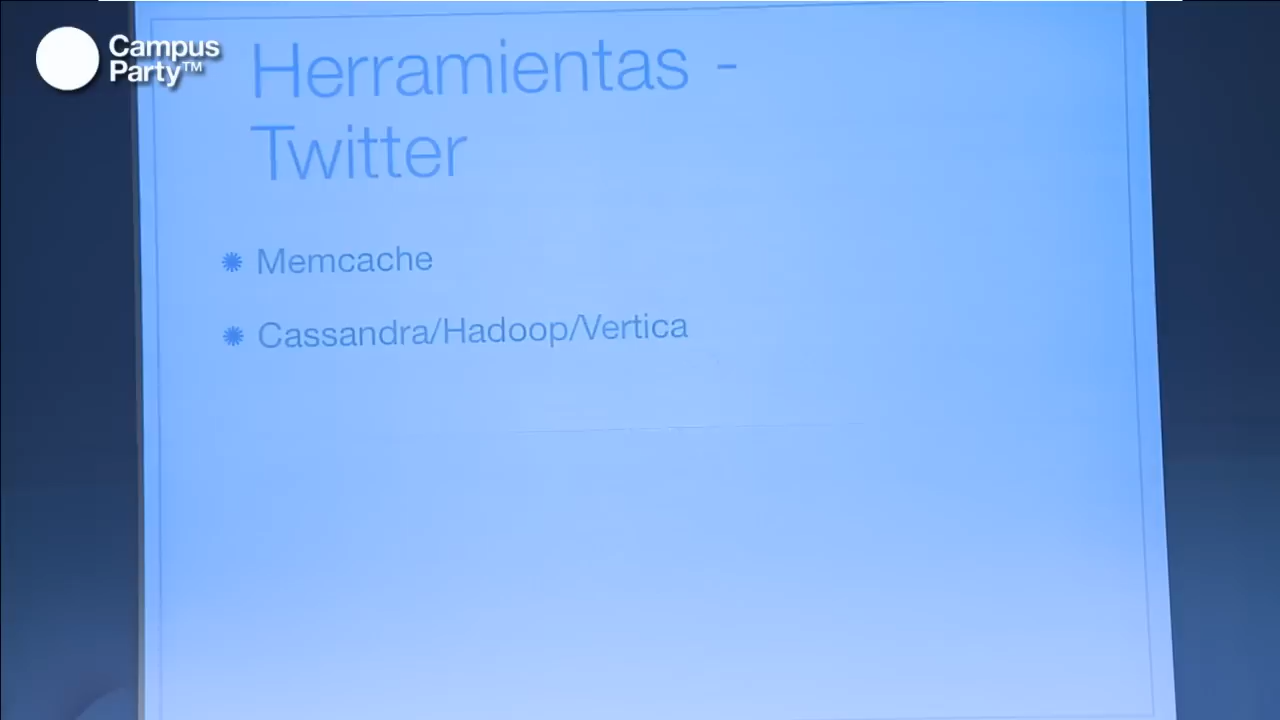 Campus
Party™
Herramientas -
Twitter
Memcache
Cassandra/Hadoop/Vertica